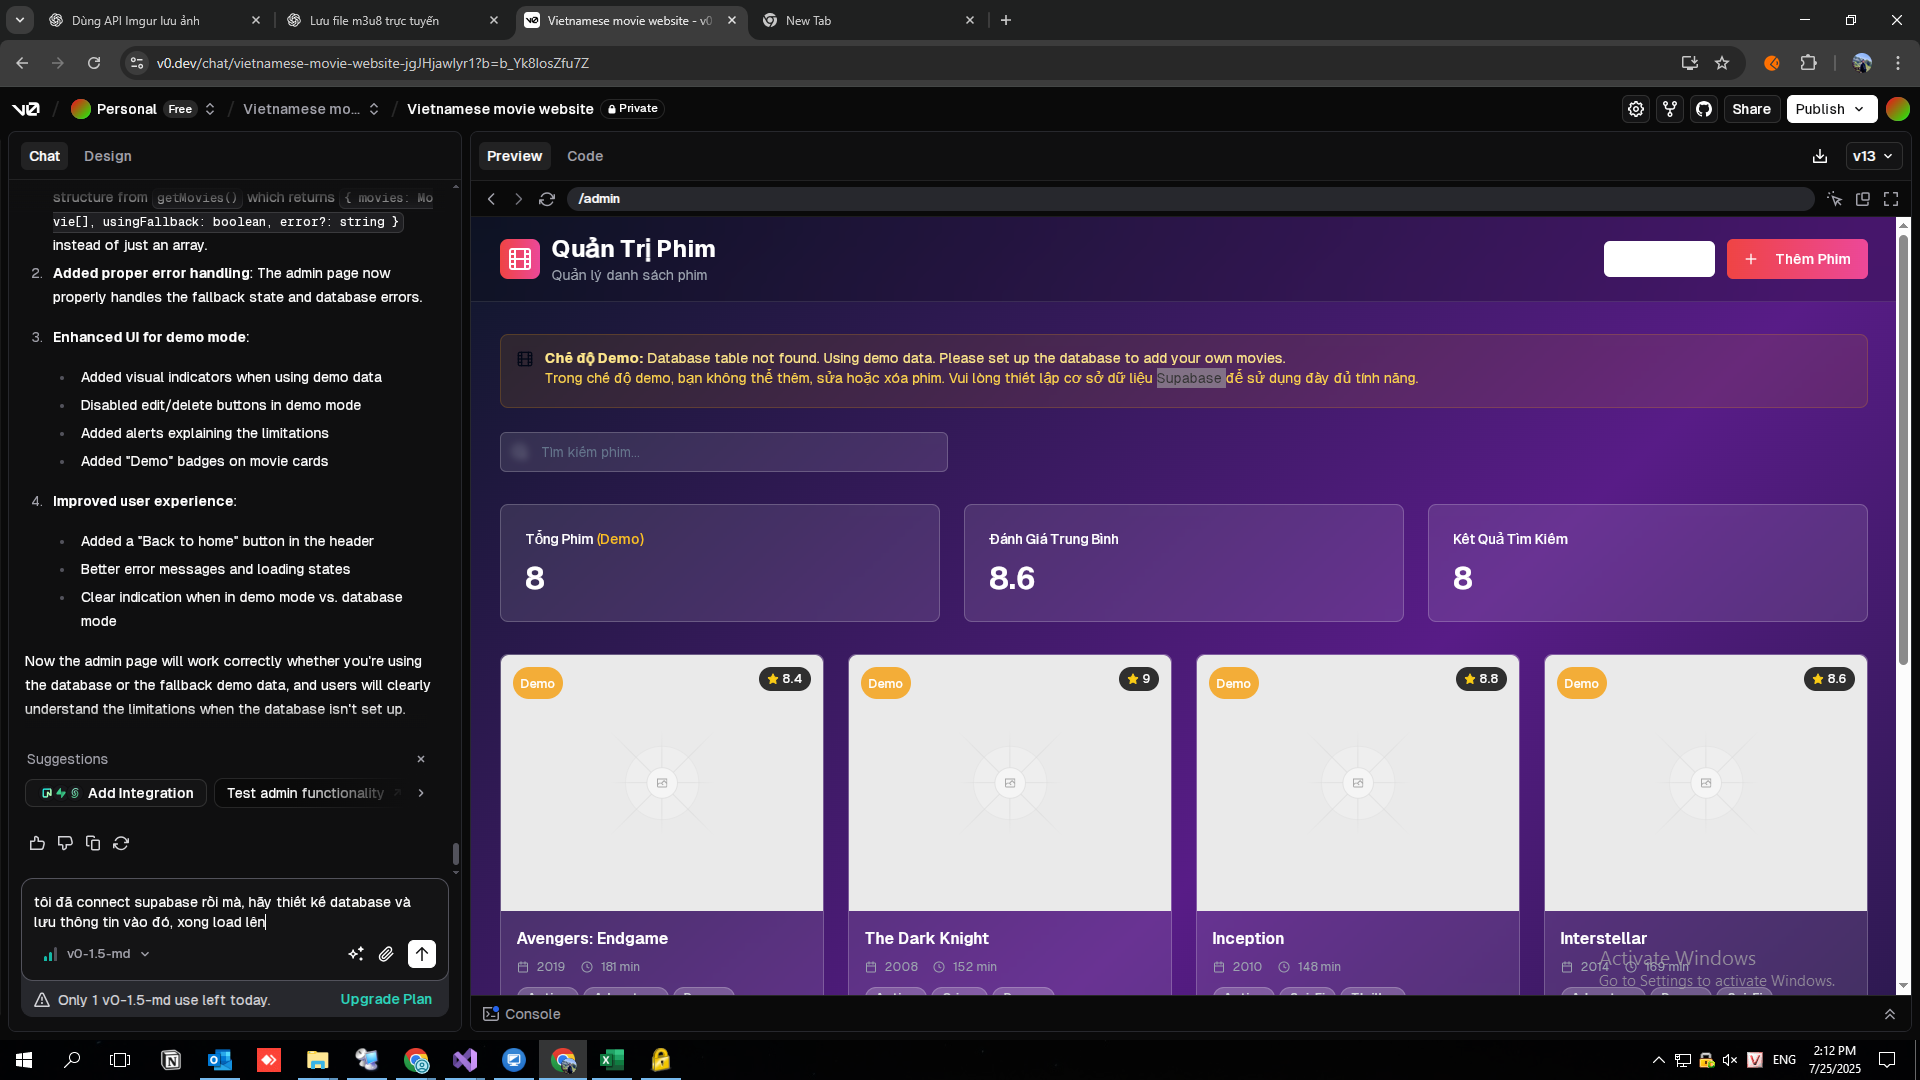 Dùng API Imgur lưu ảnh
Lưu file m3u8 trực tuyến
Vietnamese movie website - v0
New Tab
v0.dev/chat/vietnamese-movie-website-jgJHjawlyr1?b=b_Yk8losZfu7Z
Personal
Free
Vietnamese mo...
Vietnamese movie website
Private
Share
Publish
Chat
Design
Preview
Code
v13
/admin
structure from getMovies() which returns { movies: Mo
vie[], usingFallback: boolean, error?: string }
instead of just an array.
2. Added proper error handling: The admin page now
properly handles the fallback state and database errors.
3. Enhanced UI for demo mode:
Added visual indicators when using demo data
Disabled edit/delete buttons in demo mode
Added alerts explaining the limitations
Added "Demo" badges on movie cards
4. Improved user experience:
Added a "Back to home" button in the header
Better error messages and loading states
Clear indication when in demo mode vs. database
mode
Now the admin page will work correctly whether you're using
the database or the fallback demo data, and users will clearly
understand the limitations when the database isn't set up.
Suggestions
Add Integration
Test admin functionality
tôi đã connect supabase rồi mà, hãy thiết kế database và
lưu thông tin vào đó, xong load lên
v0-1.5-md
Only 1 v0-1.5-md use left today.
Upgrade Plan
Quản Trị Phim
Quản lý danh sách phim
Thêm Phim
Chế độ Demo: Database table not found. Using demo data. Please set up the database to add your own movies.
Trong chế độ demo, bạn không thể thêm, sửa hoặc xóa phim. Vui lòng thiết lập cơ sở dữ liệu Supabase để sử dụng đầy đủ tính năng.
Tìm kiếm phim...
Tổng Phim (Demo)
8
Đánh Giá Trung Bình
8.6
Kết Quả Tìm Kiếm
8
Demo
8.4
Demo
9
Demo
8.8
Demo
8.6
Avengers: Endgame
2019
181 min
The Dark Knight
2008
152 min
Inception
2010
148 min
Interstellar
2014
169 min
Activate Windows
Go to Settings to activate Windows.
Console
ENG
2:12 PM
7/25/2025